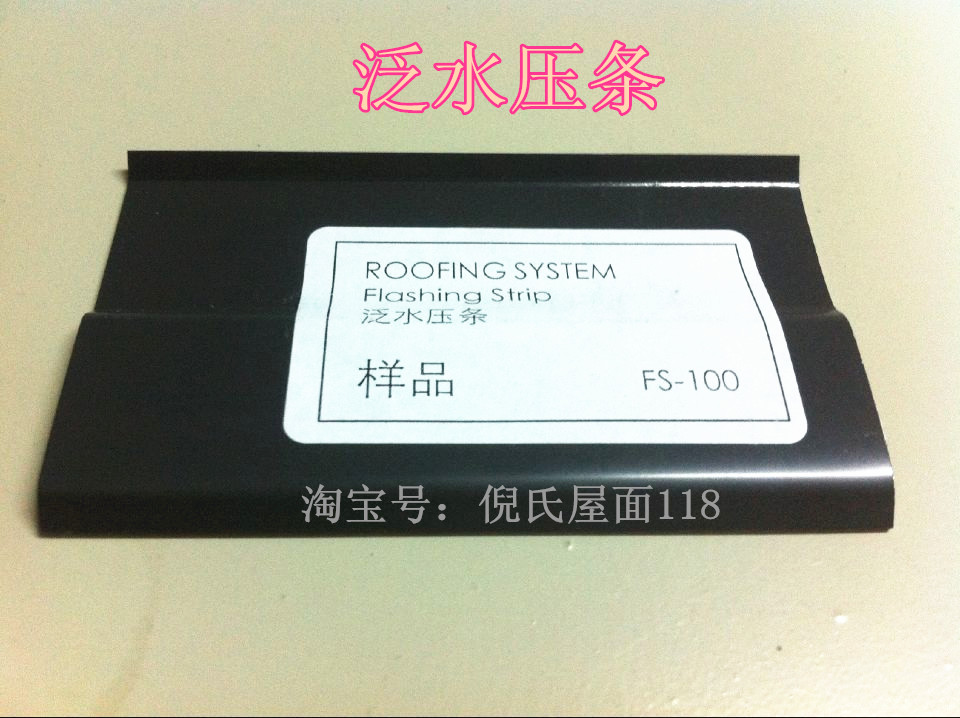 泛水压条
ROOFING SYSTEM
Flashing Strip
泛水压条
样品 FS-100
淘宝号：倪氏屋面118